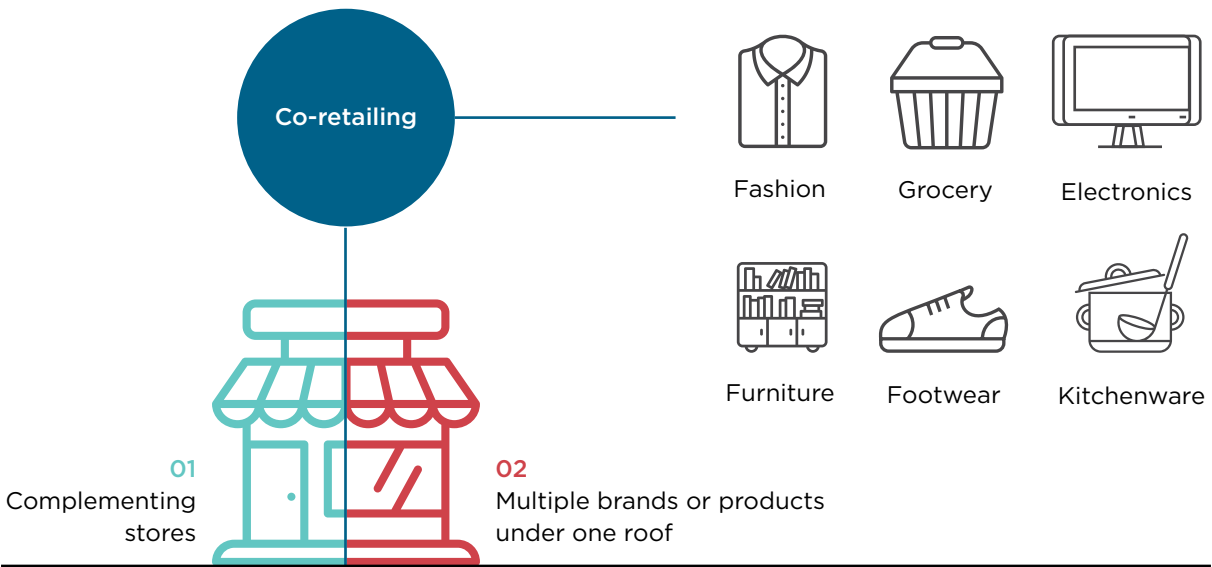 Co-retailing
Fashion
Grocery
Electronics
Furniture
Footwear
Kitchenware
01
Complementing
stores
02
Multiple brands or products
under one roof